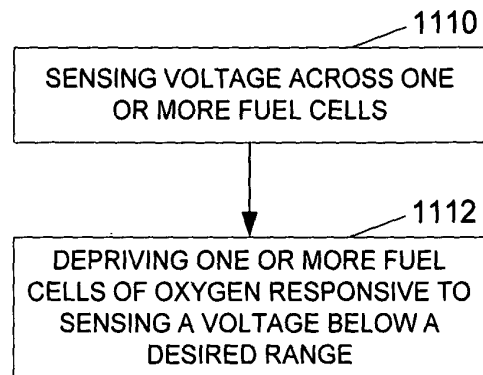 1110
SENSING VOLTAGE ACROSS ONE
OR MORE FUEL CELLS
1112
DEPRIVING ONE OR MORE FUEL
CELLS OF OXYGEN RESPONSIVE TO
SENSING A VOLTAGE BELOW A
DESIRED RANGE